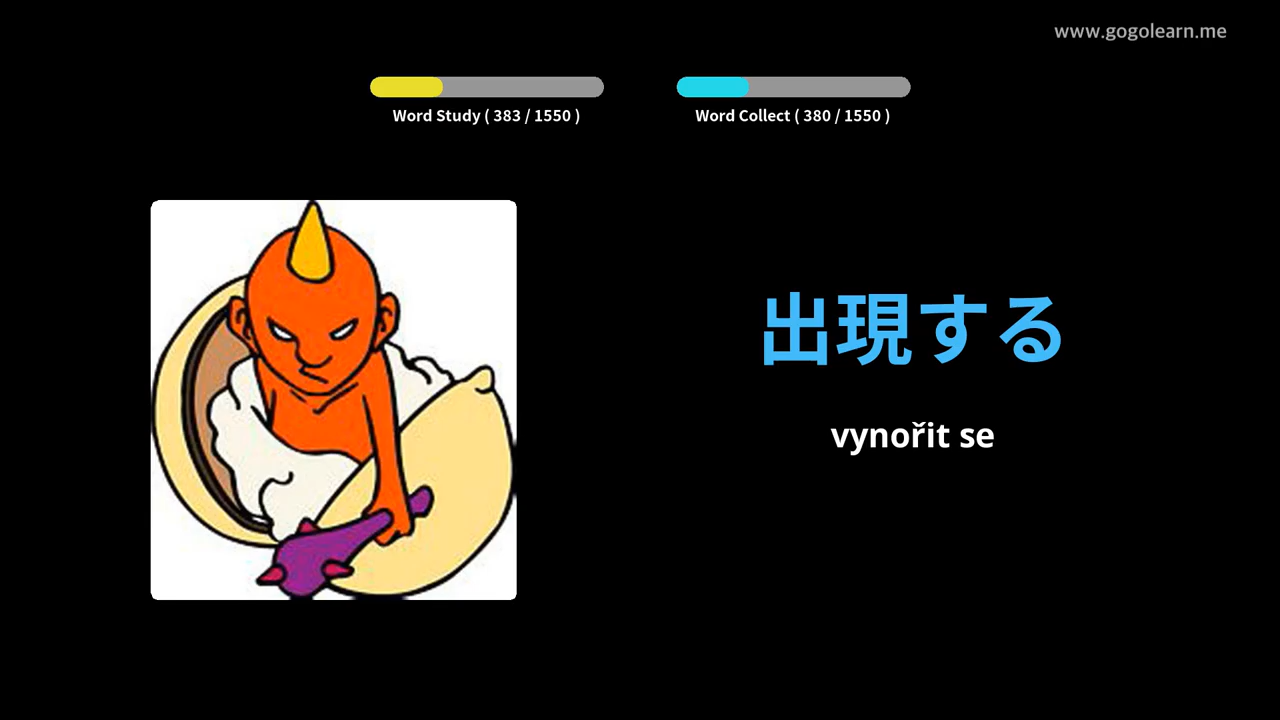 www.gogolearn.me
Word Study ( 383 / 1550 )
Word Collect ( 380 / 1550 )
出現する
vynořit se